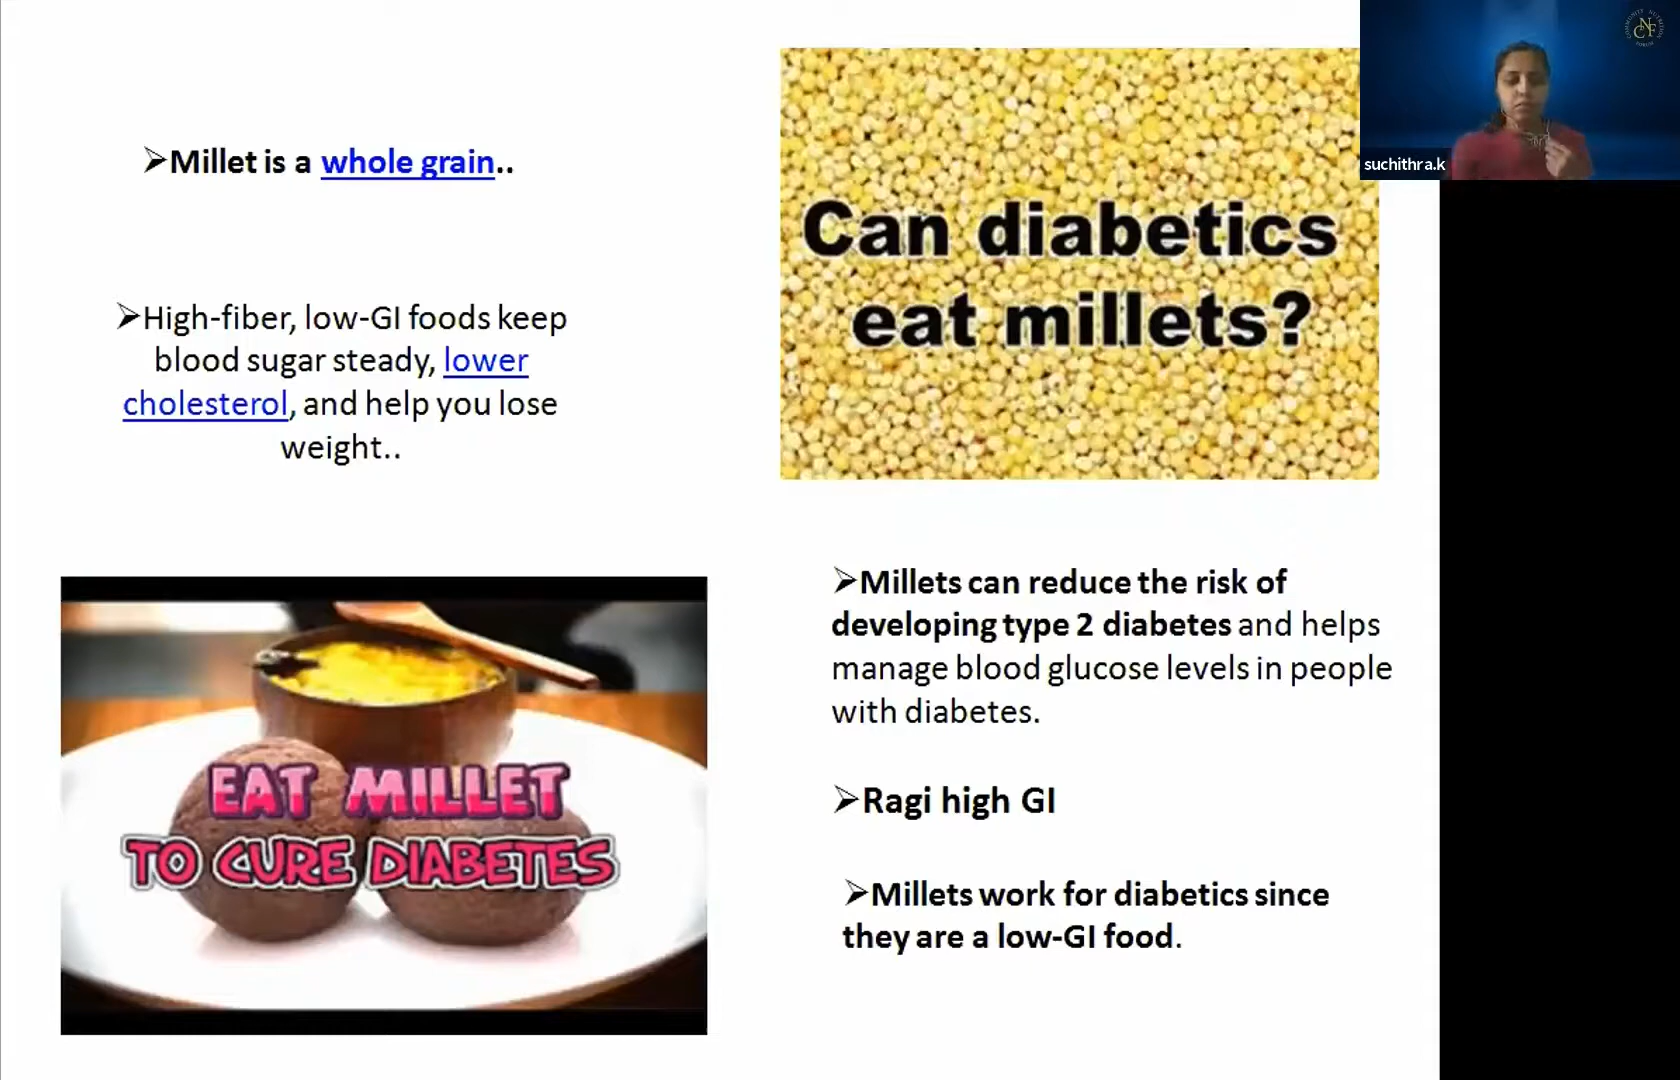 ➢Millet is a whole grain..
➢High-fiber, low-GI foods keep
blood sugar steady, lower
cholesterol, and help you lose
weight..
Can diabetics
eat millets?
EAT MILLET
TO CURE DIABETES
➢Millets can reduce the risk of
developing type 2 diabetes and helps
manage blood glucose levels in people
with diabetes.
➢Ragi high GI
➢Millets work for diabetics since
they are a low-GI food.
COMMUNITY NUTRITION
FORUM
suchithra.k